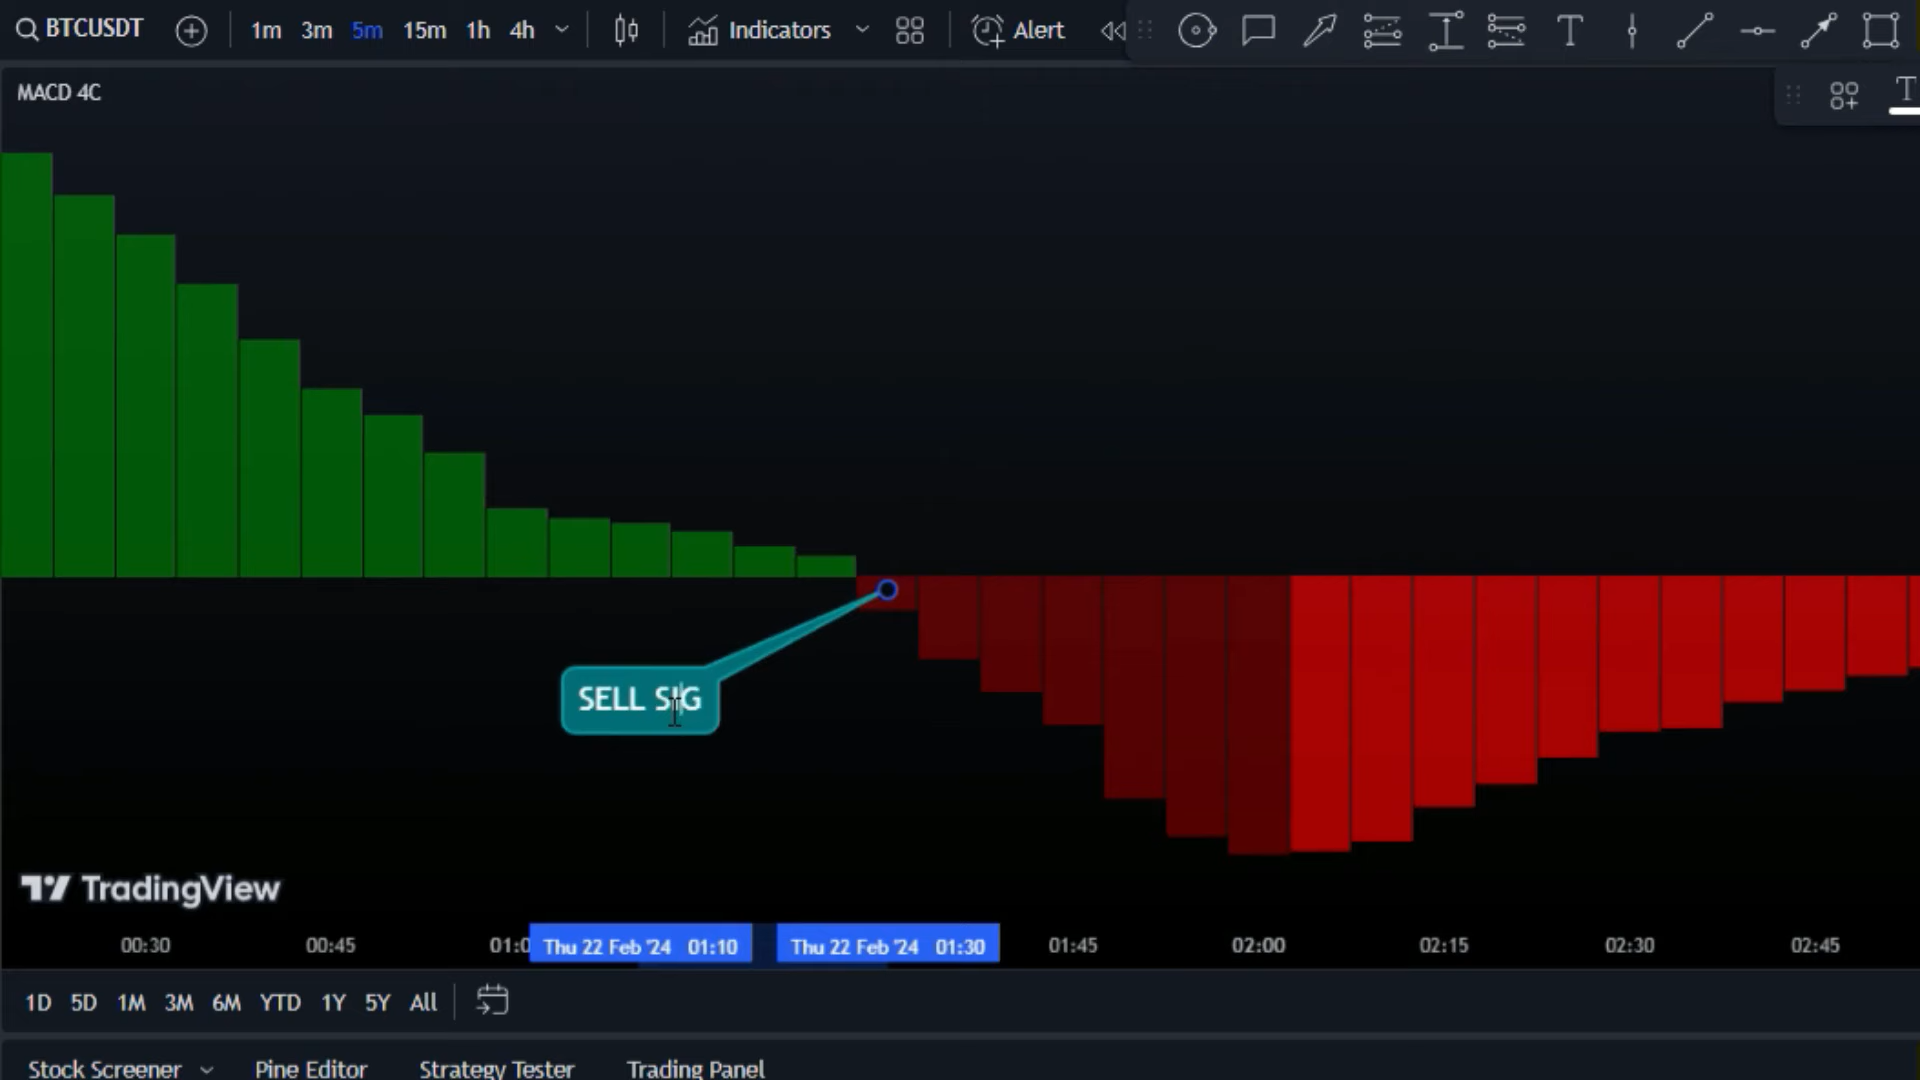 BTCUSDT 1m 3m 5m 15m 1h 4h Indicators Alert T
MACD 4C T
SELL SIG
TradingView
00:30 00:45 01:0 Thu 22 Feb '24 01:10 Thu 22 Feb '24 01:30 01:45 02:00 02:15 02:30 02:45
1D 5D 1M 3M 6M YTD 1Y 5Y All
Stock Screener Pine Editor Strategy Tester Trading Panel